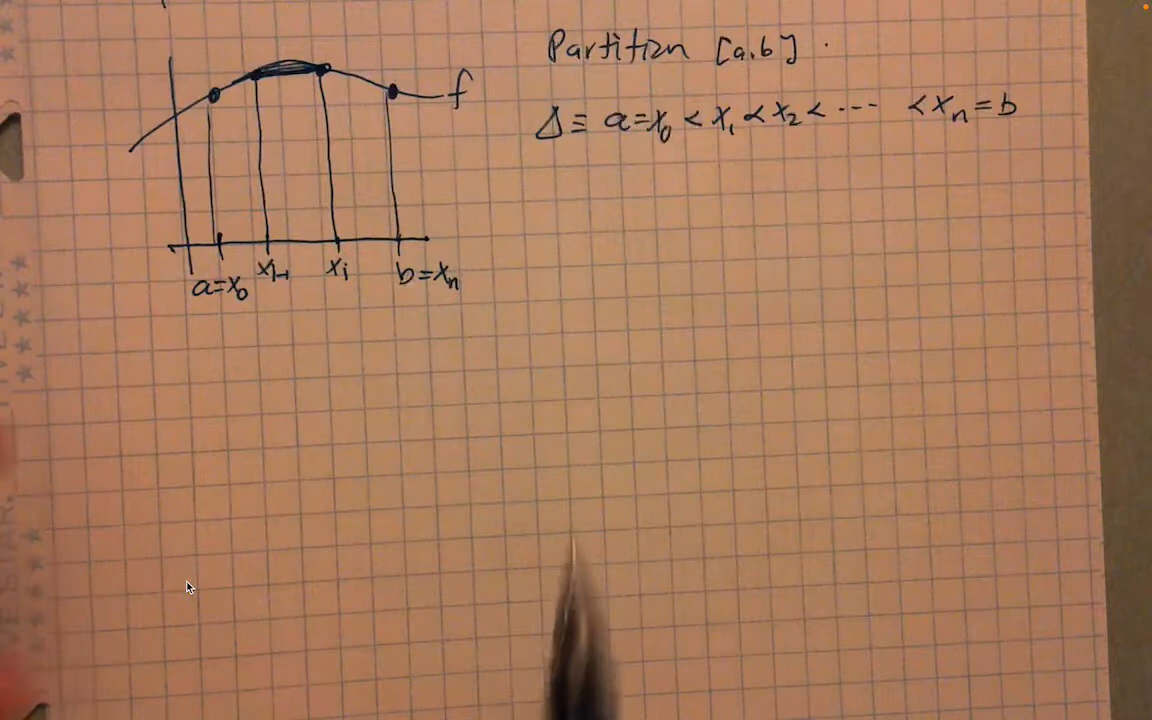 Partition [a,b]
Δ ≡ a=x₀ < x₁ < x₂ < --- < xₙ = b
f
a=x₀ xᵢ₋₁ xᵢ b=xₙ